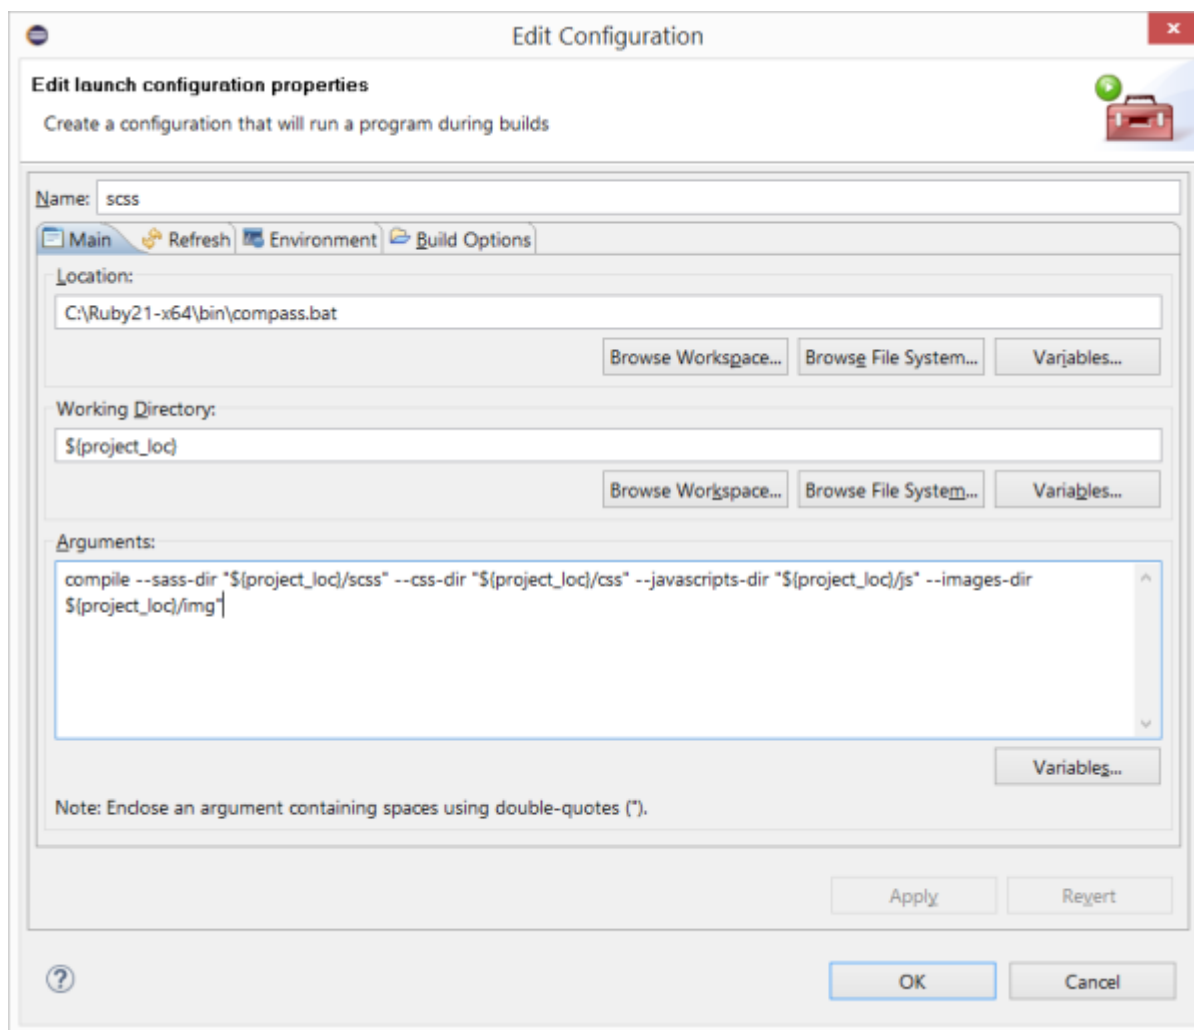 Edit Configuration
x
Edit launch configuration properties
Create a configuration that will run a program during builds
Name: scss
Main Refresh Environment Build Options
Location:
C:\Ruby21-x64\bin\compass.bat
Browse Workspace... Browse File System... Variables...
Working Directory:
${project_loc}
Browse Workspace... Browse File System... Variables...
Arguments:
compile --sass-dir "${project_loc}/scss" --css-dir "${project_loc}/css" --javascripts-dir "${project_loc}/js" --images-dir
${project_loc}/img"
Variables...
Note: Enclose an argument containing spaces using double-quotes (").
Apply Revert
? OK Cancel